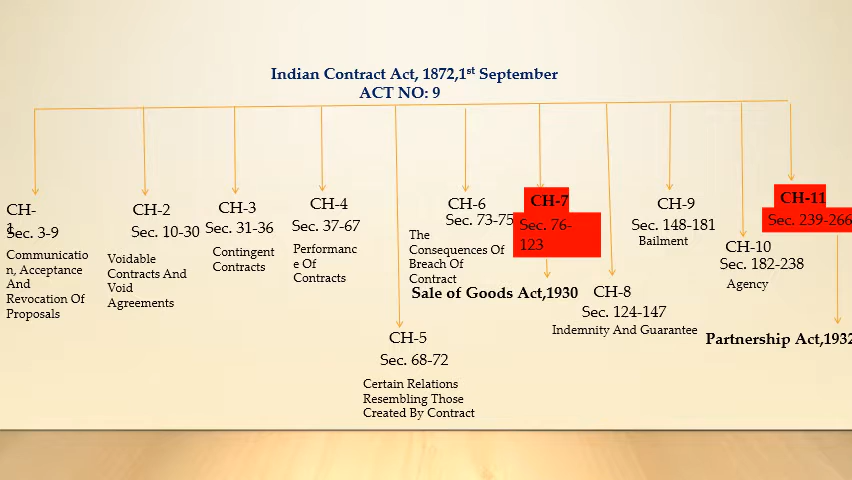 Indian Contract Act, 1872,1st September
ACT NO: 9
CH-
1
Sec. 3-9
Communicatio
n, Acceptance
And
Revocation Of
Proposals
CH-2
Sec. 10-30
Voidable
Contracts And
Void
Agreements
CH-3
Sec. 31-36
Contingent
Contracts
CH-4
Sec. 37-67
Performanc
e Of
Contracts
CH-5
Sec. 68-72
Certain Relations
Resembling Those
Created By Contract
CH-6
Sec. 73-75
The
Consequences Of
Breach Of
Contract
CH-7
Sec. 76-
123
Sale of Goods Act,1930
CH-8
Sec. 124-147
Indemnity And Guarantee
CH-9
Sec. 148-181
Bailment
CH-10
Sec. 182-238
Agency
CH-11
Sec. 239-266
Partnership Act,1932